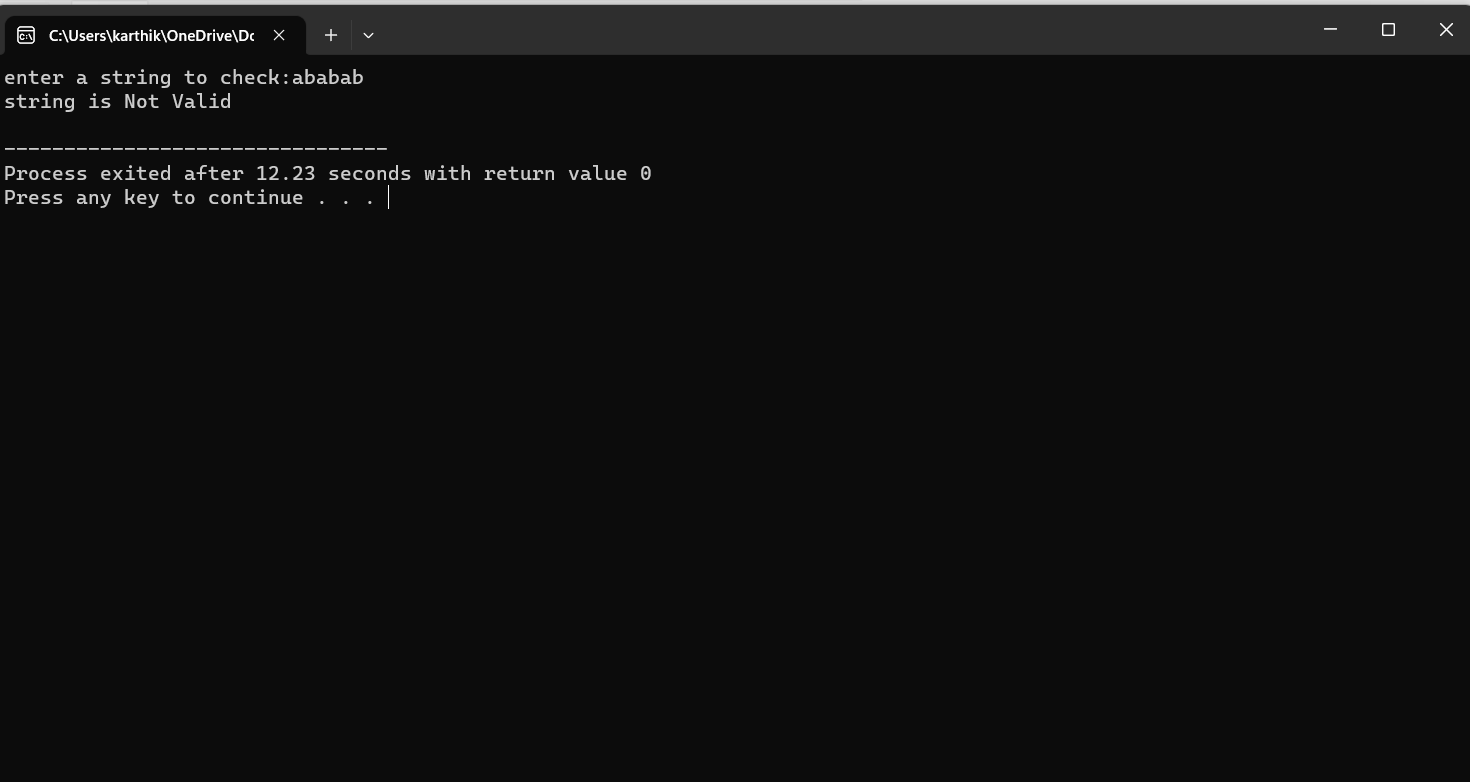 C:\Users\karthik\OneDrive\Dc
enter a string to check:ababab
string is Not Valid
--------------------------------
Process exited after 12.23 seconds with return value 0
Press any key to continue . . .